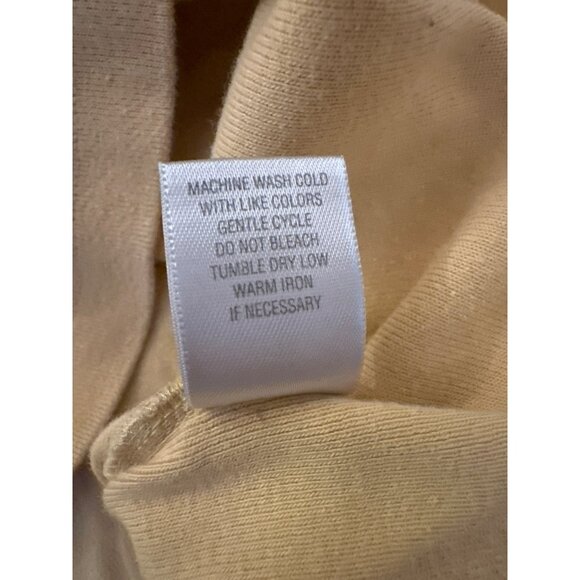 MACHINE WASH COLD
WITH LIKE COLORS
GENTLE CYCLE
DO NOT BLEACH
TUMBLE DRY LOW
WARM IRON
IF NECESSARY